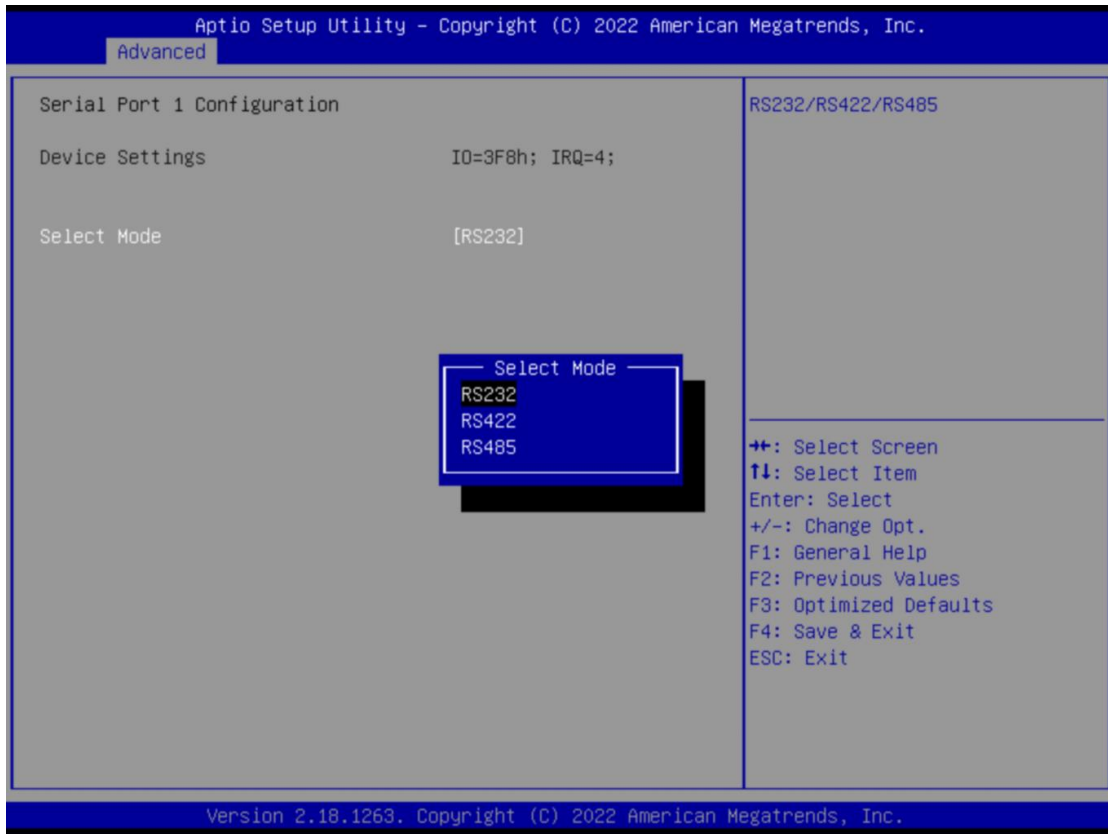 Aptio Setup Utility – Copyright (C) 2022 American Megatrends, Inc.
Advanced
Serial Port 1 Configuration
Device Settings IO=3F8h; IRQ=4;
Select Mode [RS232]
Select Mode
RS232
RS422
RS485
RS232/RS422/RS485
→←: Select Screen
↑↓: Select Item
Enter: Select
+/-: Change Opt.
F1: General Help
F2: Previous Values
F3: Optimized Defaults
F4: Save & Exit
ESC: Exit
Version 2.18.1263. Copyright (C) 2022 American Megatrends, Inc.